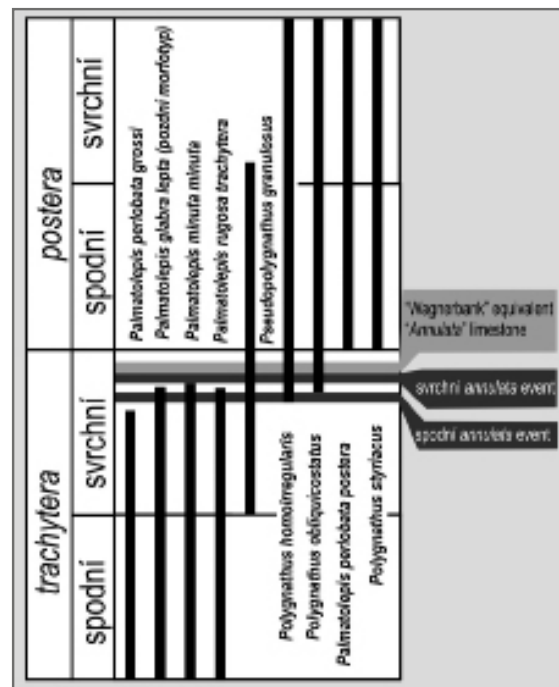 postera
svrchní
spodní
trachytera
svrchní
spodní
Palmatolepis perlobata grossi
Palmatolepis glabra lepta (pozdní morfotyp)
Palmatolepis minuta minuta
Palmatolepis rugosa trachytera
Pseudopolygnathus granulosus
Polygnathus homoirregularis
Polygnathus obliquicostatus
Palmatolepis perlobata postera
Polygnathus styriacus
"Wagnerbank" equivalent
"Annulata" limestone
svrchní annulata event
spodní annulata event